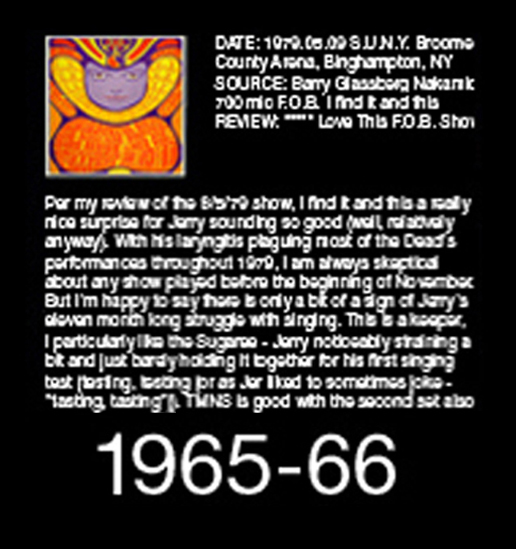 DATE: 1979.05.09 S.U.N.Y. Broome
County Arena, Binghampton, NY
SOURCE: Barry Glassberg Nakamic
700 mic F.O.B. I find it and this
REVIEW: ***** Love This F.O.B. Show
Per my review of the 5/5/79 show, I find it and this a really
nice surprise for Jerry sounding so good (well, relatively
anyway). With his laryngitis plaguing most of the Dead's
performances throughout 1979, I am always skeptical
about any show played before the beginning of November.
But I'm happy to say there is only a bit of a sign of Jerry's
eleven month long struggle with singing. This is a keeper,
I particularly like the Sugaree - Jerry noticeably straining a
bit and just barely holding it together for his first singing
test (testing, testing for as Jer liked to sometimes joke -
"tasting, tasting")). TMNS is good with the second set also
1965-66